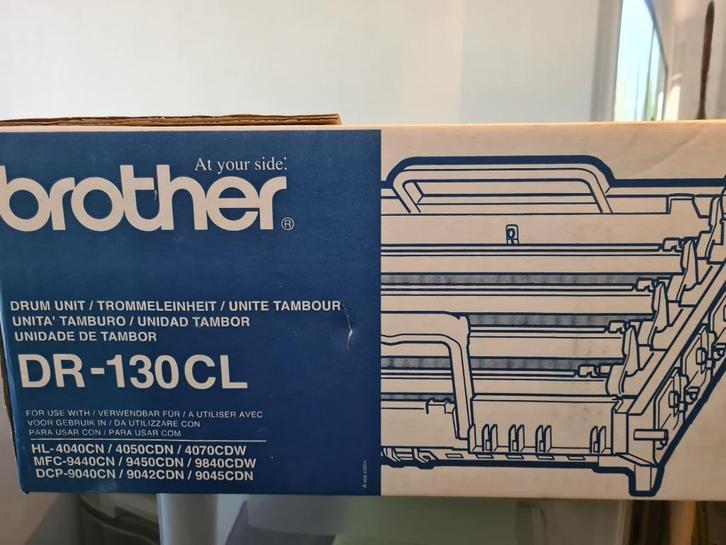 At your side.
brother®
DRUM UNIT / TROMMELEINHEIT / UNITE TAMBOUR
UNITA' TAMBURO / UNIDAD TAMBOR
UNIDADE DE TAMBOR
DR-130CL
FOR USE WITH / VERWENDBAR FÜR / A UTILISER AVEC
VOOR GEBRUIK IN / DA UTILIZZARE CON
PARA USAR CON / PARA USAR COM
HL-4040CN / 4050CDN / 4070CDW
MFC-9440CN / 9450CDN / 9840CDW
DCP-9040CN / 9042CDN / 9045CDN